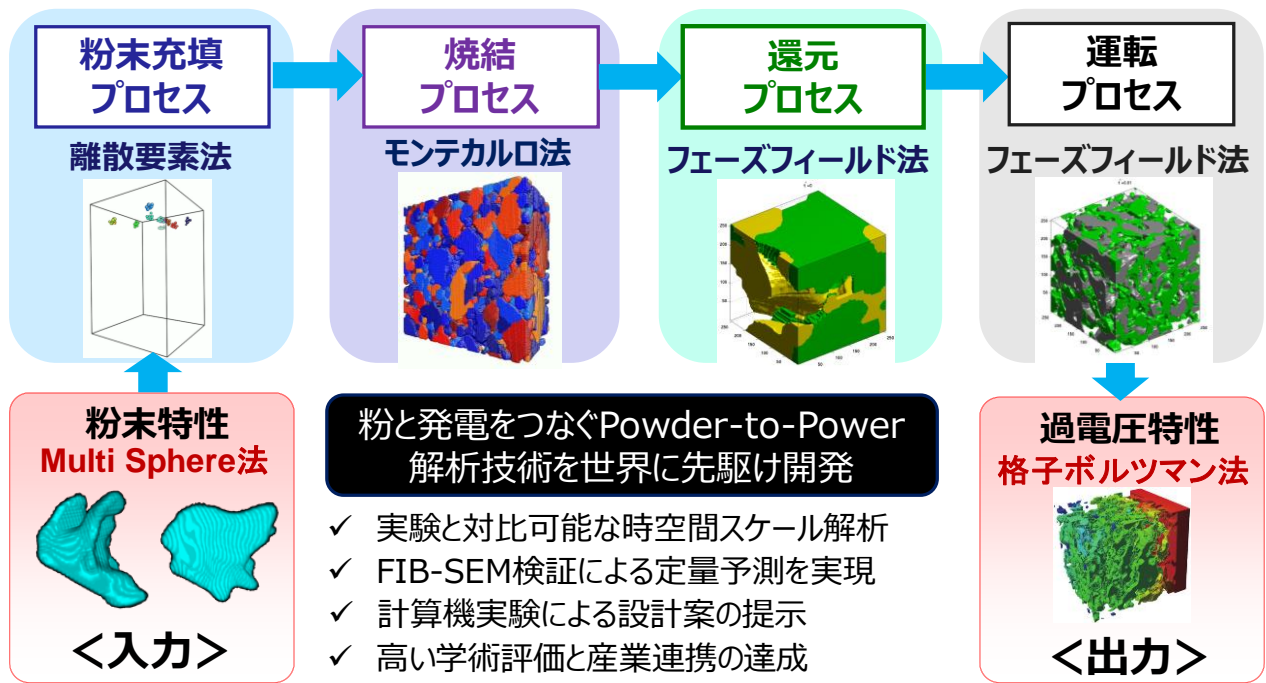 粉末充填
プロセス
焼結
プロセス
還元
プロセス
運転
プロセス
離散要素法
モンテカルロ法
フェーズフィールド法
フェーズフィールド法
粉末特性
Multi Sphere法
<入力>
粉と発電をつなぐPowder-to-Power
解析技術を世界に先駆け開発
✓ 実験と対比可能な時空間スケール解析
✓ FIB-SEM検証による定量予測を実現
✓ 計算機実験による設計案の提示
✓ 高い学術評価と産業連携の達成
過電圧特性
格子ボルツマン法
<出力>